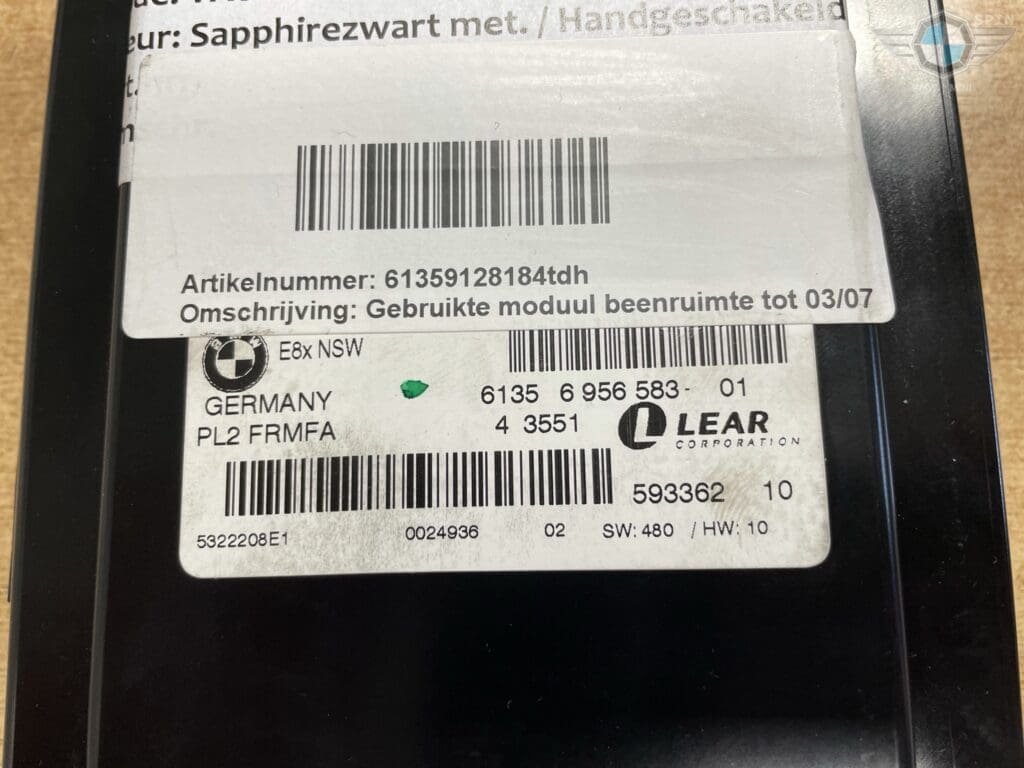 eur: Sapphirezwart met. / Handgeschakeld
Artikelnummer: 61359128184tdh
Omschrijving: Gebruikte moduul beenruimte tot 03/07
E8x NSW
GERMANY
PL2 FRMFA
6135 6 956 583- 01
4 3551
LEAR
CORPORATION
593362 10
5322208E1 0024936 02 SW: 480 / HW: 10
SPIN